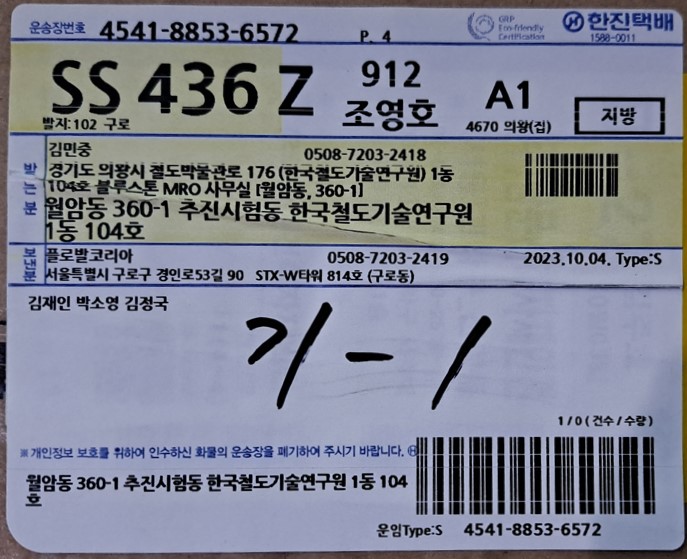 운송장번호 4541-8853-6572 P. 4 GRP Eco-friendly Certification 한진택배 1588-0011
SS 436 Z 912 조영호 A1 지방
발지:102 구로 4670 의왕(집)
받는분
김민중 0508-7203-2418
경기도 의왕시 철도박물관로 176 (한국철도기술연구원) 1동
104호 블루스톤 MRO 사무실 [월암동, 360-1]
월암동 360-1 추진시험동 한국철도기술연구원
1동 104호
보낸분
플로발코리아 0508-7203-2419 2023.10.04. Type:S
서울특별시 구로구 경인로53길 90 STX-W타워 814호 (구로동)
김재인 박소영 김정국
기-1
1 / 0 ( 건수 / 수량 )
※ 개인정보 보호를 위하여 인수하신 화물의 운송장을 폐기하여 주시기 바랍니다.
월암동 360-1 추진시험동 한국철도기술연구원 1동 104
호
운임Type:S 4541-8853-6572